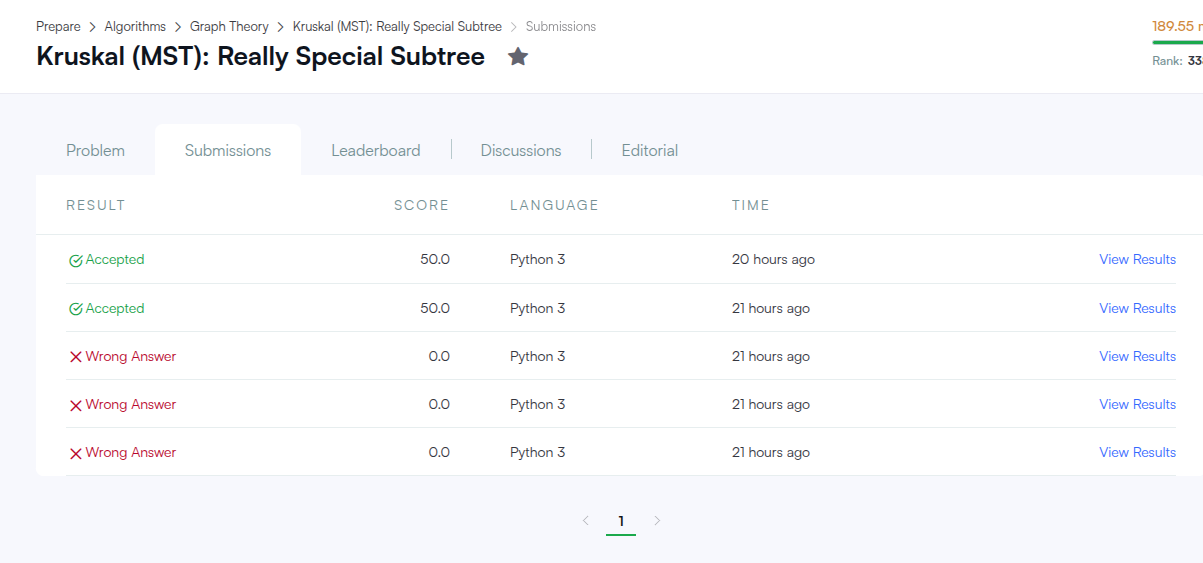 Prepare > Algorithms > Graph Theory > Kruskal (MST): Really Special Subtree > Submissions
189.55
Kruskal (MST): Really Special Subtree
Rank:
Problem Submissions Leaderboard Discussions Editorial
RESULT SCORE LANGUAGE TIME
Accepted 50.0 Python 3 20 hours ago View Results
Accepted 50.0 Python 3 21 hours ago View Results
Wrong Answer 0.0 Python 3 21 hours ago View Results
Wrong Answer 0.0 Python 3 21 hours ago View Results
Wrong Answer 0.0 Python 3 21 hours ago View Results
< 1 >